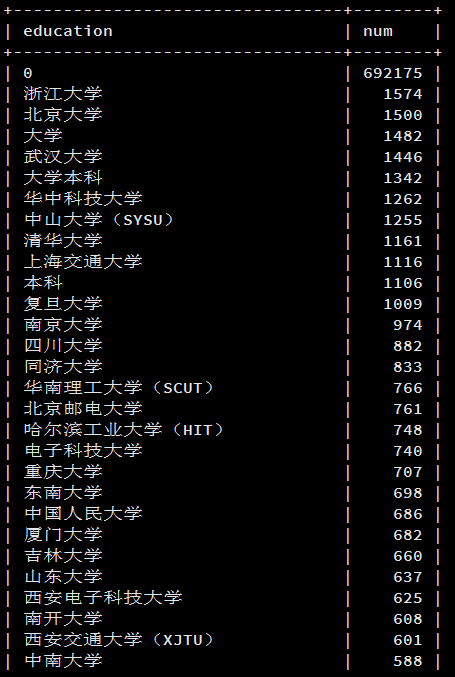 +----------------------------------+--------+
| education | num |
+----------------------------------+--------+
| 0 | 692175 |
| 浙江大学 | 1574 |
| 北京大学 | 1500 |
| 大学 | 1482 |
| 武汉大学 | 1446 |
| 大学本科 | 1342 |
| 华中科技大学 | 1262 |
| 中山大学（SYSU） | 1255 |
| 清华大学 | 1161 |
| 上海交通大学 | 1116 |
| 本科 | 1106 |
| 复旦大学 | 1009 |
| 南京大学 | 974 |
| 四川大学 | 882 |
| 同济大学 | 833 |
| 华南理工大学（SCUT） | 766 |
| 北京邮电大学 | 761 |
| 哈尔滨工业大学（HIT） | 748 |
| 电子科技大学 | 740 |
| 重庆大学 | 707 |
| 东南大学 | 698 |
| 中国人民大学 | 686 |
| 厦门大学 | 682 |
| 吉林大学 | 660 |
| 山东大学 | 637 |
| 西安电子科技大学 | 625 |
| 南开大学 | 608 |
| 西安交通大学（XJTU） | 601 |
| 中南大学 | 588 |